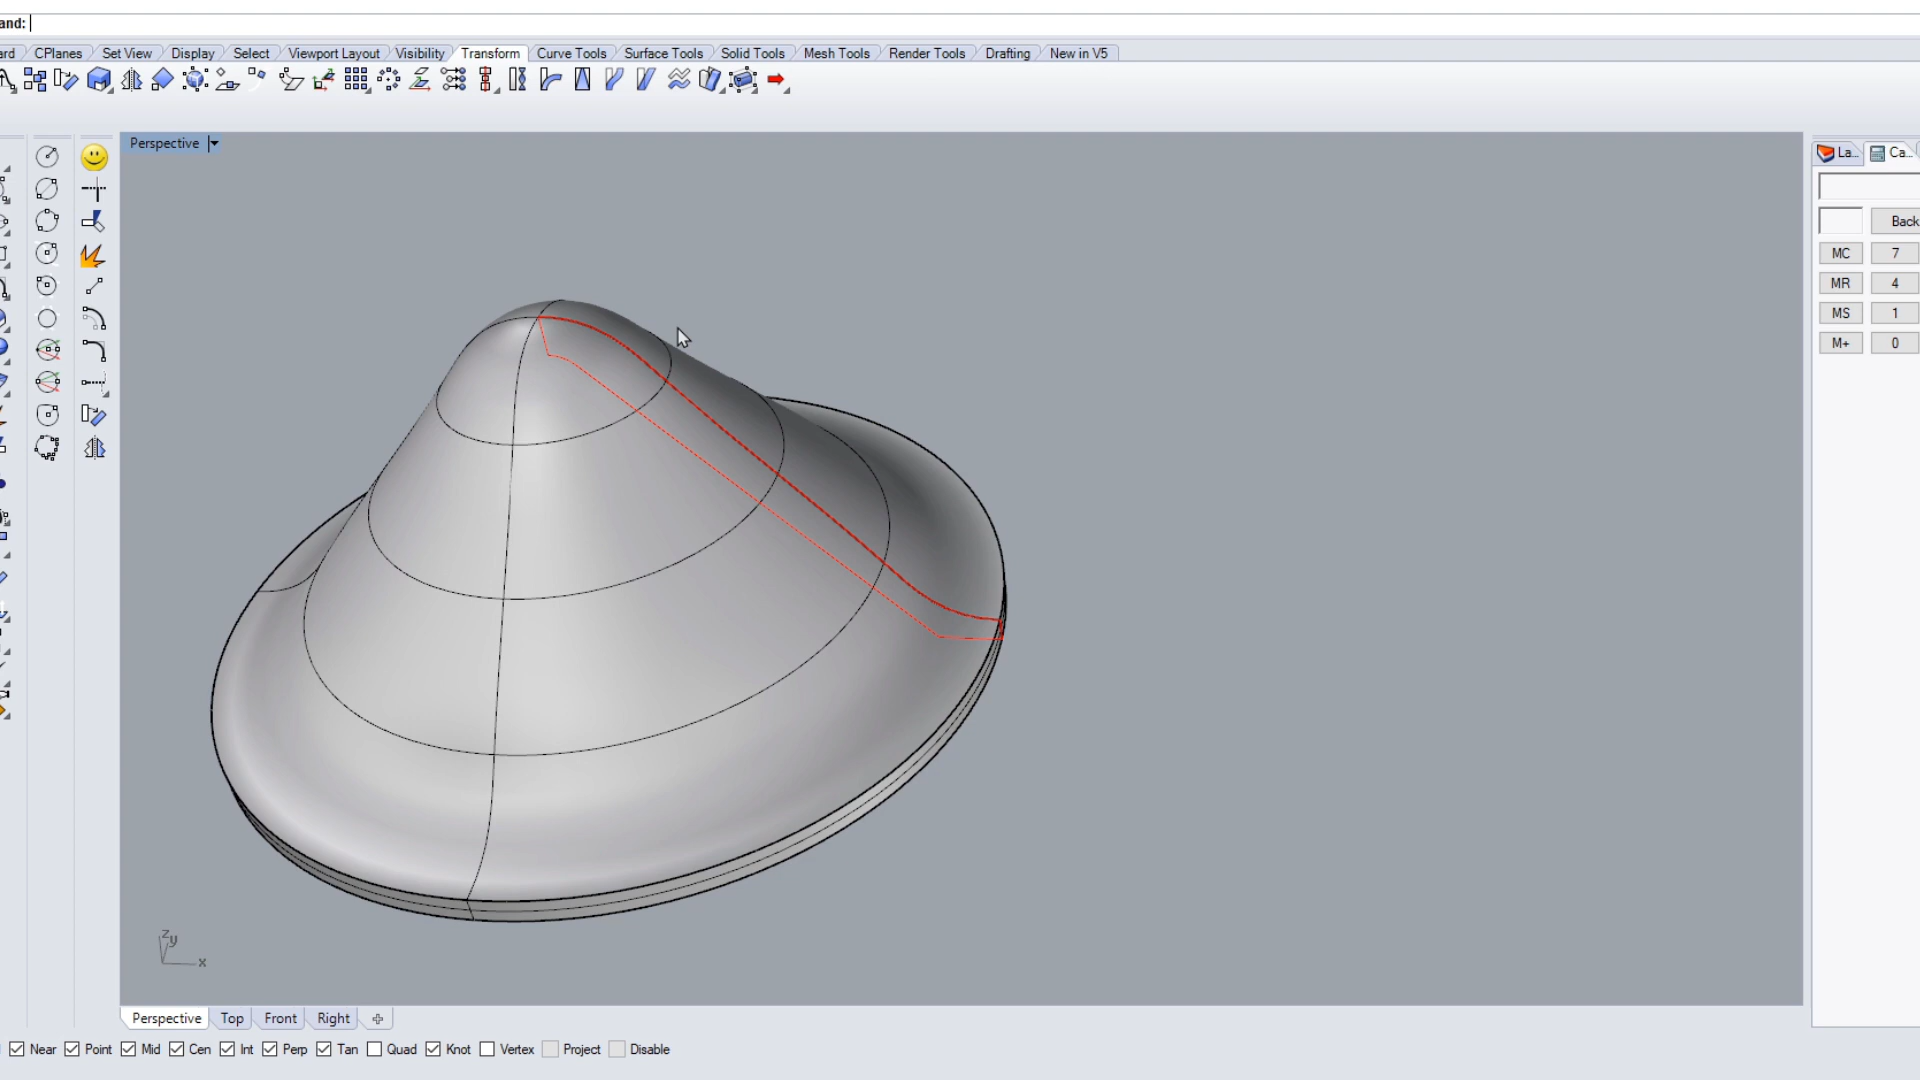 and:
ard CPlanes Set View Display Select Viewport Layout Visibility Transform Curve Tools Surface Tools Solid Tools Mesh Tools Render Tools Drafting New in V5
Perspective
La... Ca...
Back
MC 7
MR 4
MS 1
M+ 0
z
y
x
Perspective Top Front Right
Near Point Mid Cen Int Perp Tan Quad Knot Vertex Project Disable